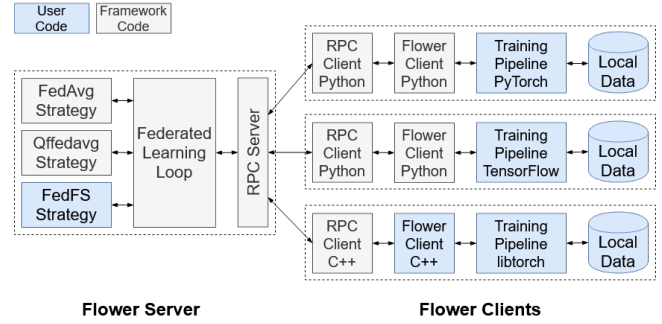 User
Code
Framework
Code
FedAvg
Strategy
Qffedavg
Strategy
FedFS
Strategy
Federated
Learning
Loop
RPC Server
RPC
Client
Python
Flower
Client
Python
Training
Pipeline
PyTorch
Local
Data
RPC
Client
Python
Flower
Client
Python
Training
Pipeline
TensorFlow
Local
Data
RPC
Client
C++
Flower
Client
C++
Training
Pipeline
libtorch
Local
Data
Flower Server
Flower Clients